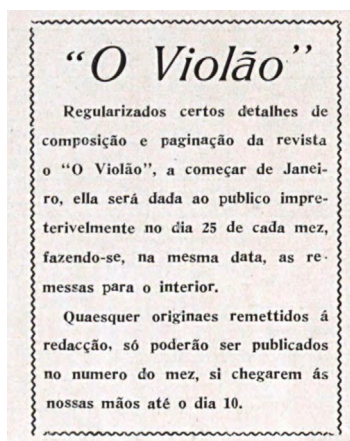 “O Violão”
Regularizados certos detalhes de
composição e paginação da revista
o “O Violão”, a começar de Janei-
ro, ella será dada ao publico impre-
terivelmente no dia 25 de cada mez,
fazendo-se, na mesma data, as re-
messas para o interior.
Quaesquer originaes remettidos á
redacção, só poderão ser publicados
no numero do mez, si chegarem ás
nossas mãos até o dia 10.